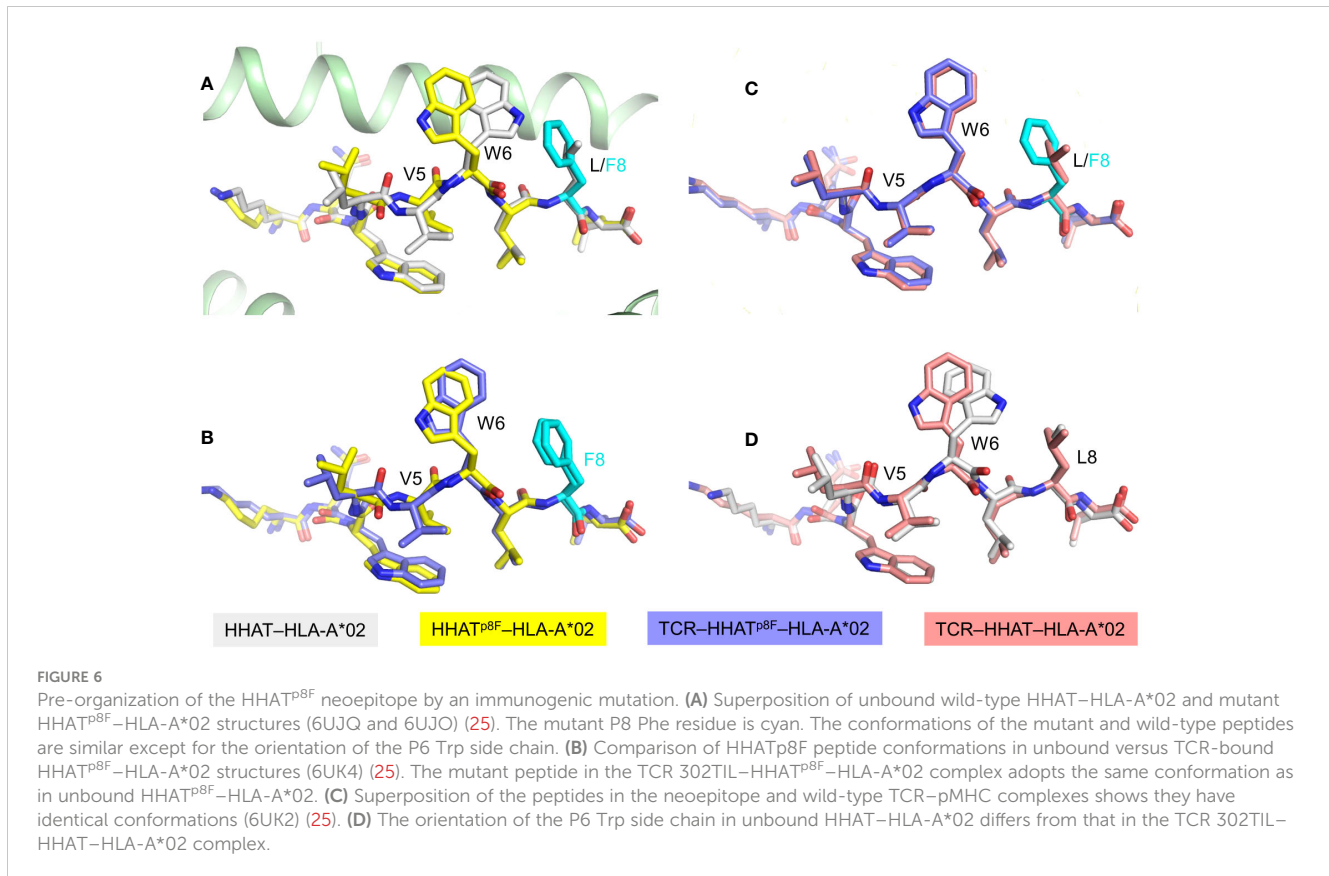 A
W6
V5
L/F8
C
W6
V5
L/F8
B
W6
V5
F8
D
W6
V5
L8
HHAT–HLA-A*02
HHATp8F–HLA-A*02
TCR–HHATp8F–HLA-A*02
TCR–HHAT–HLA-A*02
FIGURE 6
Pre-organization of the HHATp8F neoepitope by an immunogenic mutation. (A) Superposition of unbound wild-type HHAT–HLA-A*02 and mutant
HHATp8F–HLA-A*02 structures (6UJQ and 6UJO) (25). The mutant P8 Phe residue is cyan. The conformations of the mutant and wild-type peptides
are similar except for the orientation of the P6 Trp side chain. (B) Comparison of HHATp8F peptide conformations in unbound versus TCR-bound
HHATp8F–HLA-A*02 structures (6UK4) (25). The mutant peptide in the TCR 302TIL–HHATp8F–HLA-A*02 complex adopts the same conformation as
in unbound HHATp8F–HLA-A*02. (C) Superposition of the peptides in the neoepitope and wild-type TCR–pMHC complexes shows they have
identical conformations (6UK2) (25). (D) The orientation of the P6 Trp side chain in unbound HHAT–HLA-A*02 differs from that in the TCR 302TIL–
HHAT–HLA-A*02 complex.